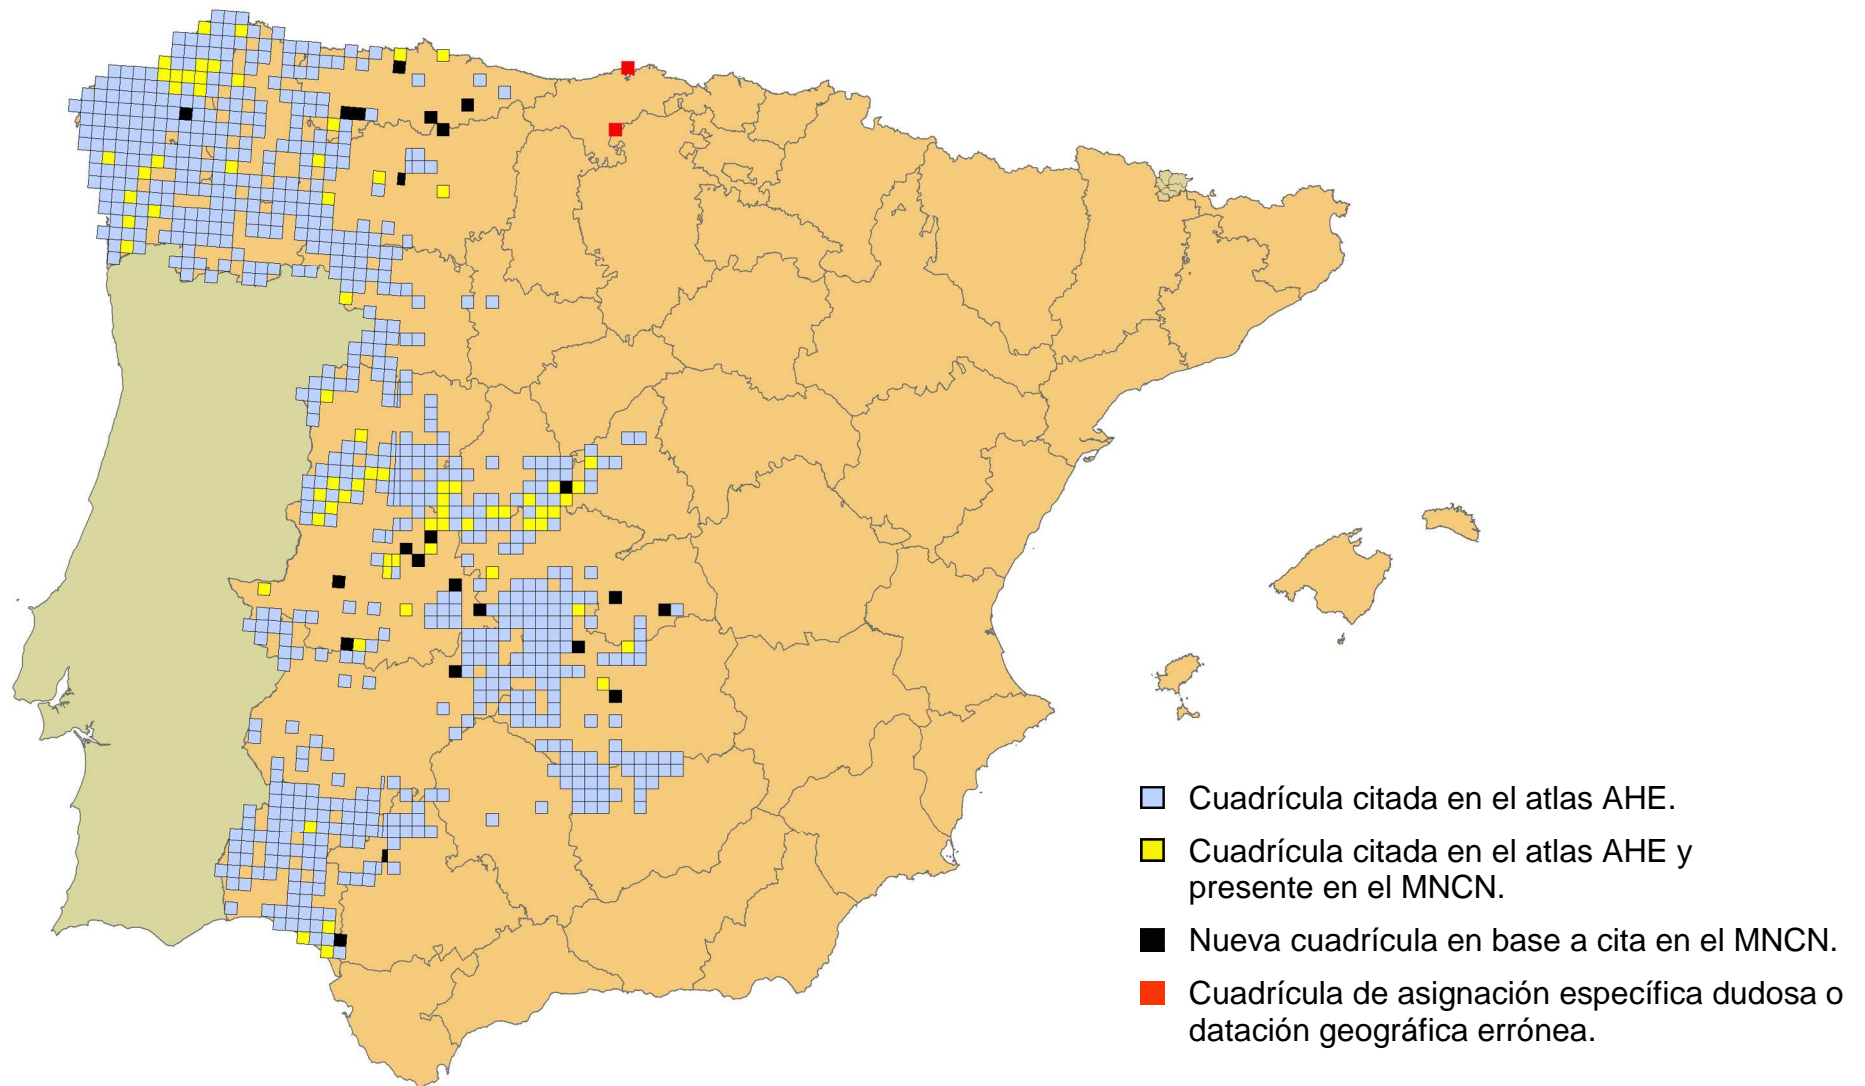 Cuadrícula citada en el atlas AHE.
Cuadrícula citada en el atlas AHE y
presente en el MNCN.
Nueva cuadrícula en base a cita en el MNCN.
Cuadrícula de asignación específica dudosa o
datación geográfica errónea.